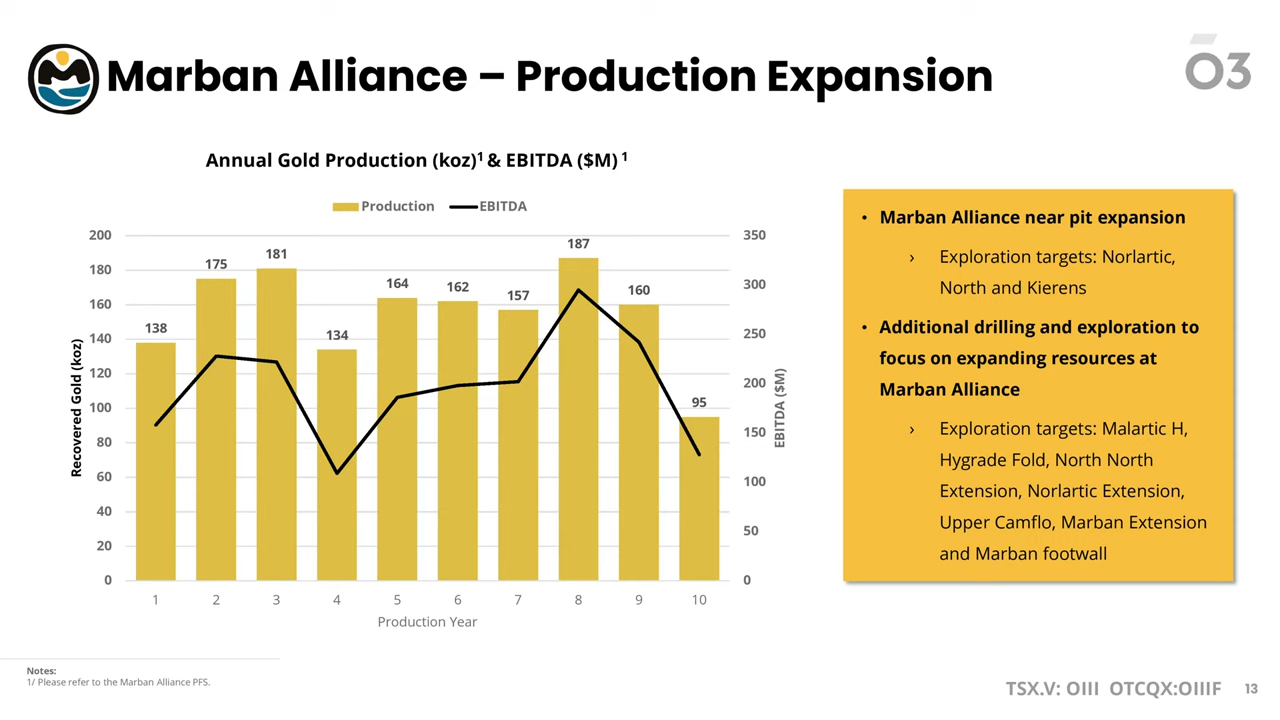 Marban Alliance – Production Expansion
Ō3
Annual Gold Production (koz)¹ & EBITDA ($M) ¹
Production EBITDA
Recovered Gold (koz)
200
180
160
140
120
100
80
60
40
20
0
138
175
181
134
164
162
157
187
160
95
350
300
250
200
150
100
50
0
EBITDA ($M)
1 2 3 4 5 6 7 8 9 10
Production Year
• Marban Alliance near pit expansion
› Exploration targets: Norlartic,
North and Kierens
• Additional drilling and exploration to
focus on expanding resources at
Marban Alliance
› Exploration targets: Malartic H,
Hygrade Fold, North North
Extension, Norlartic Extension,
Upper Camflo, Marban Extension
and Marban footwall
Notes:
1/ Please refer to the Marban Alliance PFS.
TSX.V: OIII OTCQX:OIIIF 13